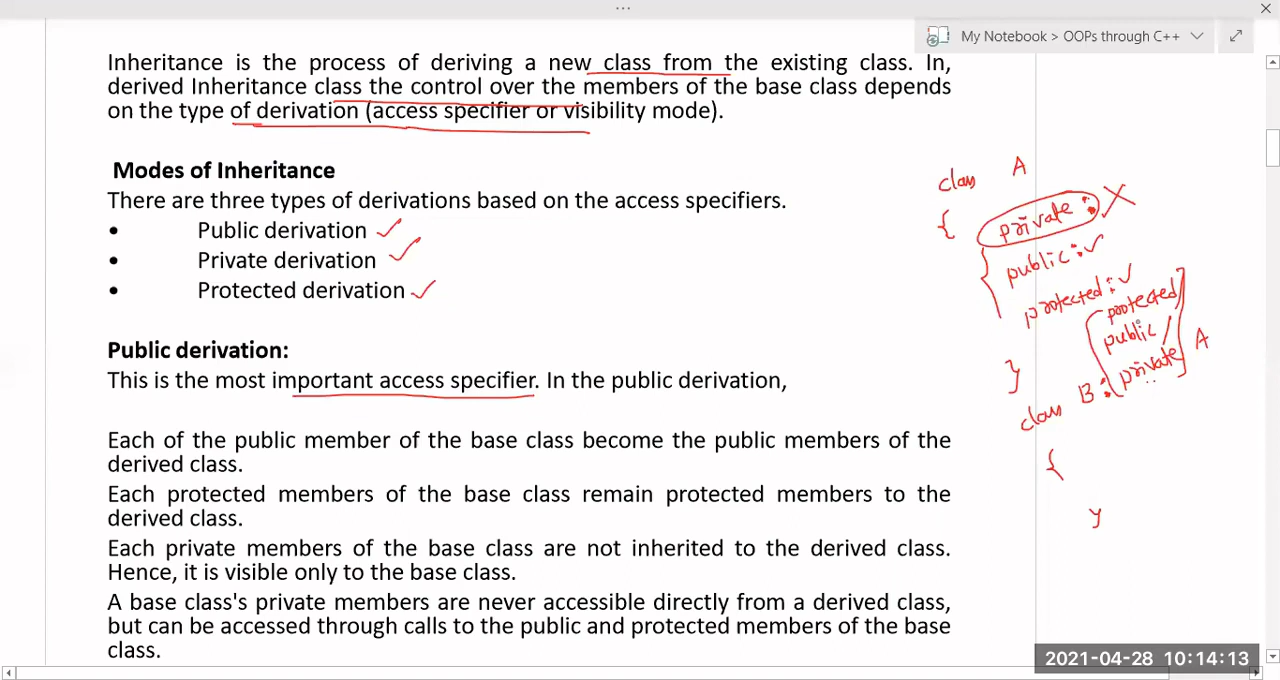 My Notebook > OOPs through C++
Inheritance is the process of deriving a new class from the existing class. In,
derived Inheritance class the control over the members of the base class depends
on the type of derivation (access specifier or visibility mode).
Modes of Inheritance
There are three types of derivations based on the access specifiers.
• Public derivation
• Private derivation
• Protected derivation
Public derivation:
This is the most important access specifier. In the public derivation,
Each of the public member of the base class become the public members of the
derived class.
Each protected members of the base class remain protected members to the
derived class.
Each private members of the base class are not inherited to the derived class.
Hence, it is visible only to the base class.
A base class's private members are never accessible directly from a derived class,
but can be accessed through calls to the public and protected members of the base
class.
class A
{ private :
public :
protected :
}
protected
public /
private
class B : A
{
}
2021-04-28 10:14:13